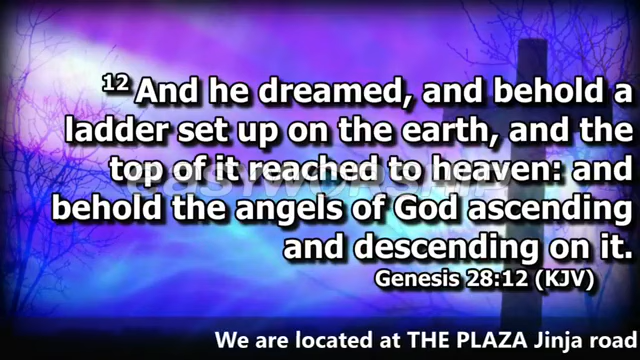 12 And he dreamed, and behold a
ladder set up on the earth, and the
top of it reached to heaven: and
behold the angels of God ascending
and descending on it.
Genesis 28:12 (KJV)
We are located at THE PLAZA Jinja road